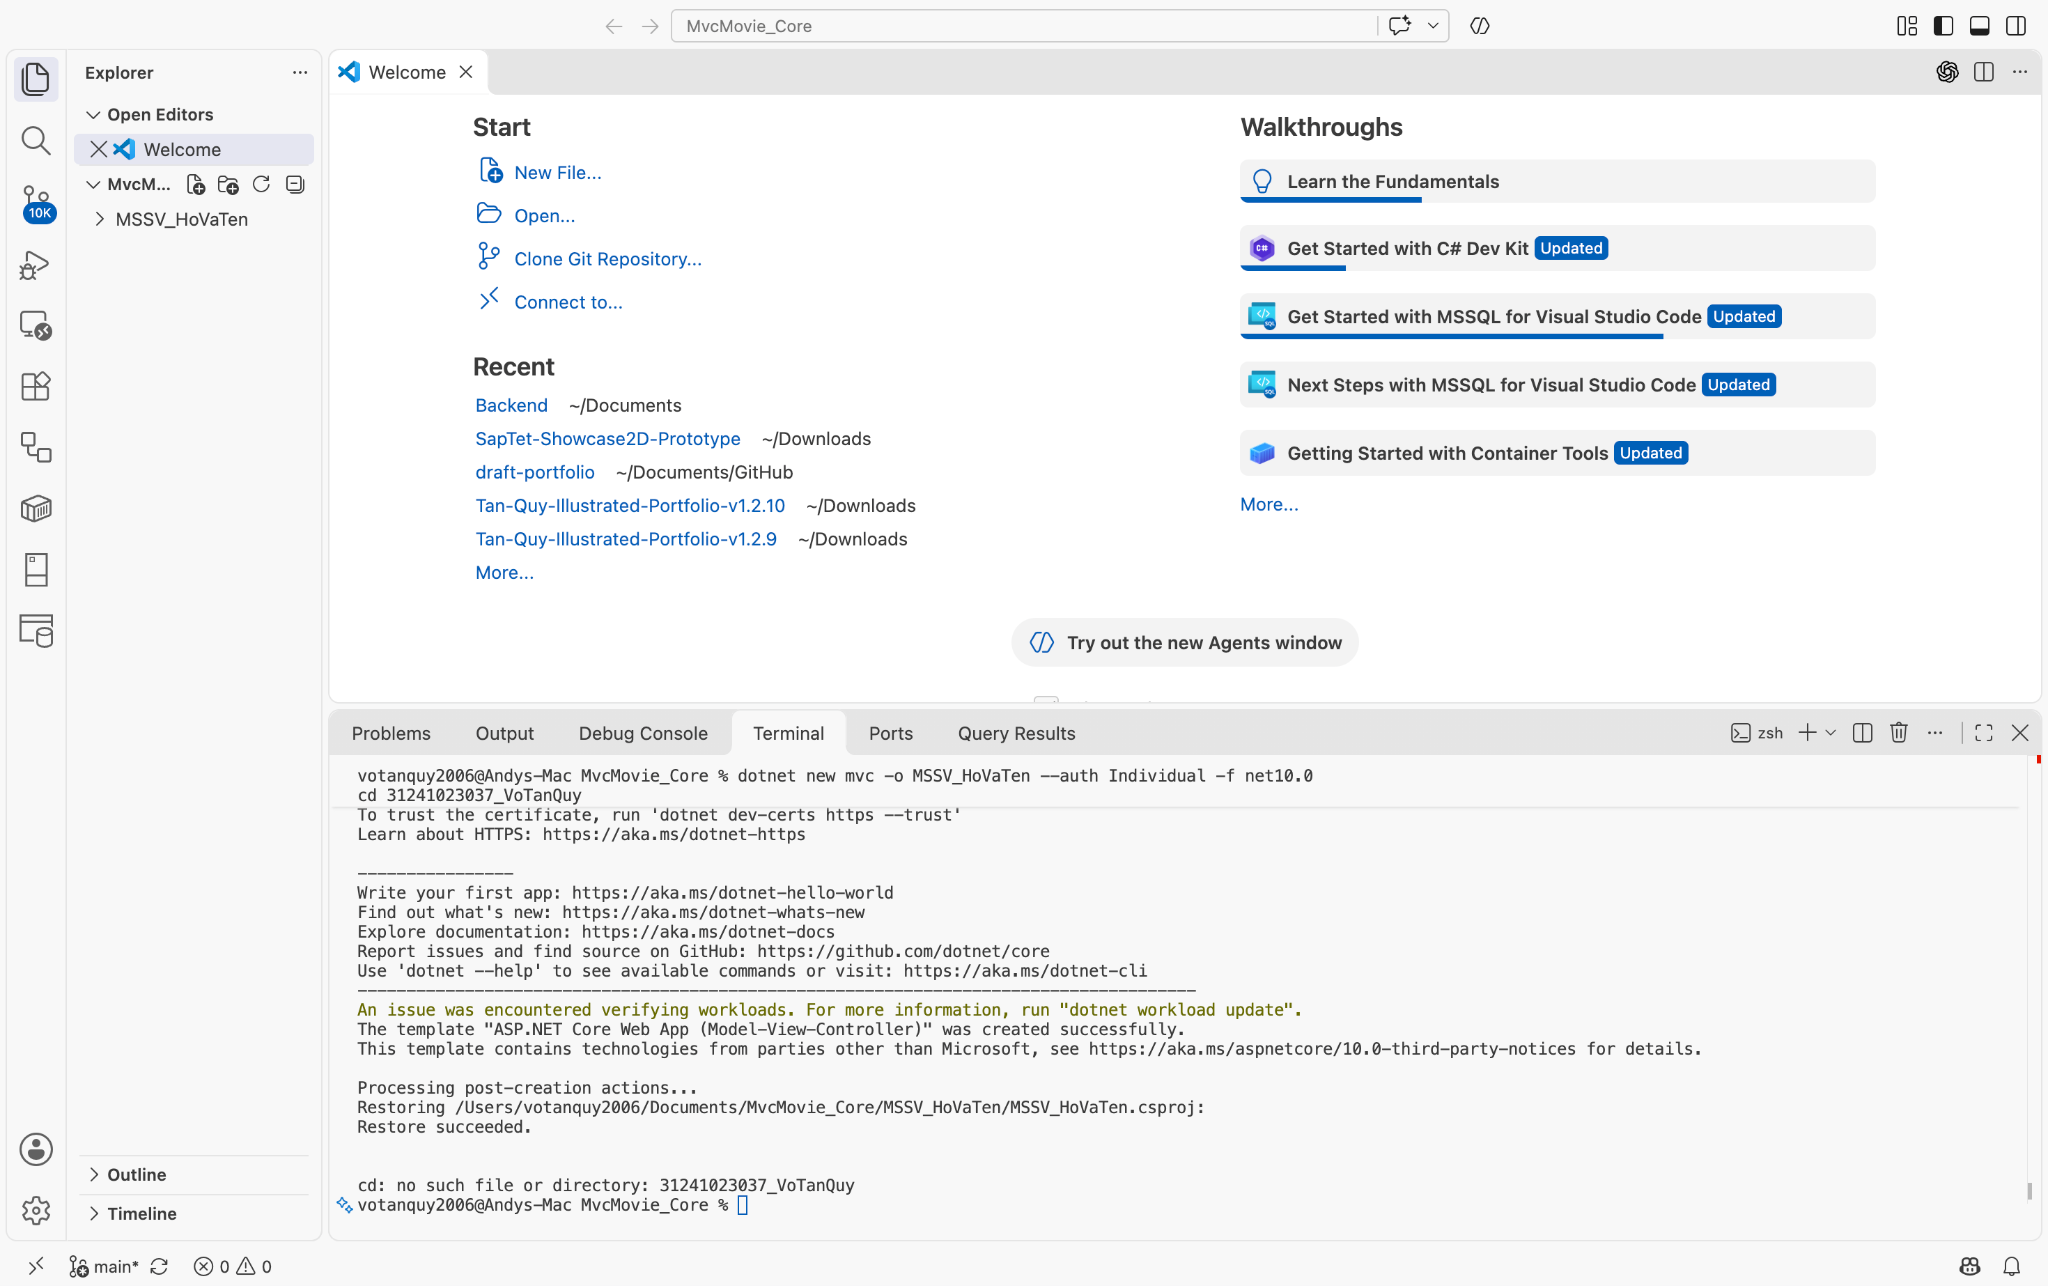 MvcMovie_Core
Explorer
Open Editors
Welcome
MvcM...
MSSV_HoVaTen
10K
Outline
Timeline
Welcome
Start
New File...
Open...
Clone Git Repository...
Connect to...
Recent
Backend ~/Documents
SapTet-Showcase2D-Prototype ~/Downloads
draft-portfolio ~/Documents/GitHub
Tan-Quy-Illustrated-Portfolio-v1.2.10 ~/Downloads
Tan-Quy-Illustrated-Portfolio-v1.2.9 ~/Downloads
More...
Walkthroughs
Learn the Fundamentals
C# Get Started with C# Dev Kit Updated
Get Started with MSSQL for Visual Studio Code Updated
Next Steps with MSSQL for Visual Studio Code Updated
Getting Started with Container Tools Updated
More...
Try out the new Agents window
Problems Output Debug Console Terminal Ports Query Results zsh
votanquy2006@Andys-Mac MvcMovie_Core % dotnet new mvc -o MSSV_HoVaTen --auth Individual -f net10.0
cd 31241023037_VoTanQuy
To trust the certificate, run 'dotnet dev-certs https --trust'
Learn about HTTPS: https://aka.ms/dotnet-https
----------------
Write your first app: https://aka.ms/dotnet-hello-world
Find out what's new: https://aka.ms/dotnet-whats-new
Explore documentation: https://aka.ms/dotnet-docs
Report issues and find source on GitHub: https://github.com/dotnet/core
Use 'dotnet --help' to see available commands or visit: https://aka.ms/dotnet-cli
--------------------------------------------------------------------------------------
An issue was encountered verifying workloads. For more information, run "dotnet workload update".
The template "ASP.NET Core Web App (Model-View-Controller)" was created successfully.
This template contains technologies from parties other than Microsoft, see https://aka.ms/aspnetcore/10.0-third-party-notices for details.
Processing post-creation actions...
Restoring /Users/votanquy2006/Documents/MvcMovie_Core/MSSV_HoVaTen/MSSV_HoVaTen.csproj:
Restore succeeded.
cd: no such file or directory: 31241023037_VoTanQuy
votanquy2006@Andys-Mac MvcMovie_Core %
main* 0 0